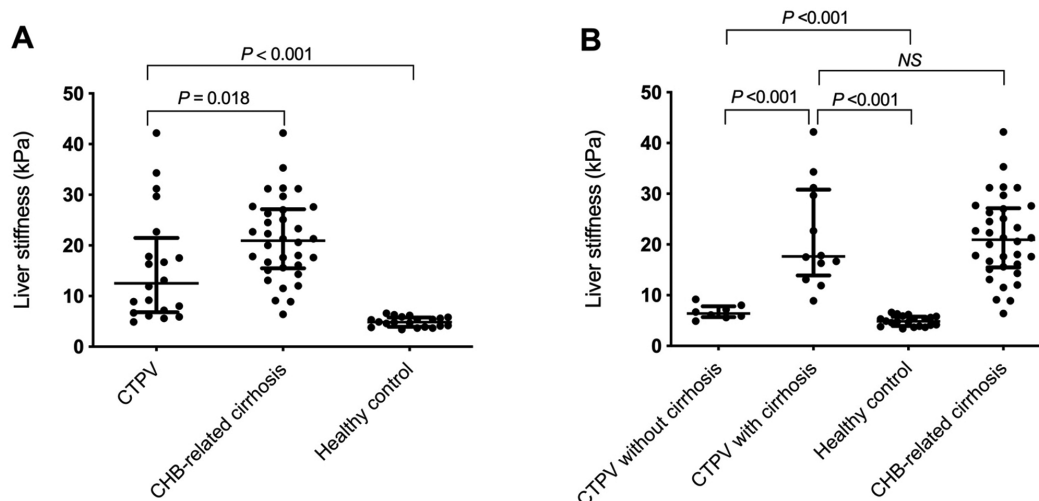 A
P < 0.001
P = 0.018
Liver stiffness (kPa)
50
40
30
20
10
0
CTPV
CHB-related cirrhosis
Healthy control
B
P <0.001
NS
P <0.001
P <0.001
Liver stiffness (kPa)
50
40
30
20
10
0
CTPV without cirrhosis
CTPV with cirrhosis
Healthy control
CHB-related cirrhosis